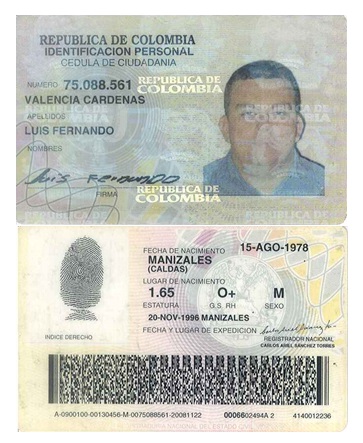 REPUBLICA DE COLOMBIA
IDENTIFICACION PERSONAL
CEDULA DE CIUDADANIA
NUMERO 75.088.561
REPUBLICA DE COLOMBIA
VALENCIA CARDENAS
APELLIDOS
LUIS FERNANDO
NOMBRES
Luis Fernando
FIRMA
REPUBLICA DE COLOMBIA
FECHA DE NACIMIENTO 15-AGO-1978
MANIZALES
(CALDAS)
LUGAR DE NACIMIENTO
1.65 O+ M
ESTATURA G.S. RH SEXO
20-NOV-1996 MANIZALES
FECHA Y LUGAR DE EXPEDICION
INDICE DERECHO
REGISTRADOR NACIONAL
CARLOS ARIEL SANCHEZ TORRES
A-0900100-00130456-M-0075088561-20081122 0006602494A 2 4140012236